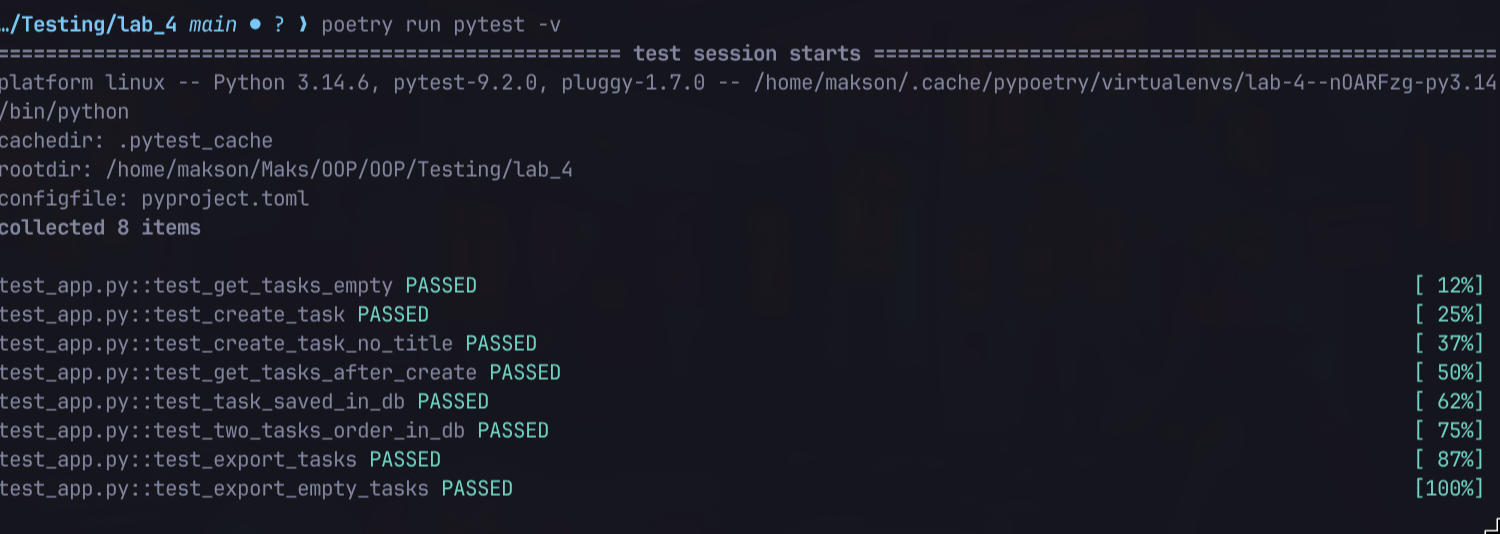 …/Testing/lab_4 main ● ? ❯ poetry run pytest -v
==================================================== test session starts ====================================================
platform linux -- Python 3.14.6, pytest-9.2.0, pluggy-1.7.0 -- /home/makson/.cache/pypoetry/virtualenvs/lab-4--nOARFzg-py3.14
/bin/python
cachedir: .pytest_cache
rootdir: /home/makson/Maks/OOP/OOP/Testing/lab_4
configfile: pyproject.toml
collected 8 items
test_app.py::test_get_tasks_empty PASSED [ 12%]
test_app.py::test_create_task PASSED [ 25%]
test_app.py::test_create_task_no_title PASSED [ 37%]
test_app.py::test_get_tasks_after_create PASSED [ 50%]
test_app.py::test_task_saved_in_db PASSED [ 62%]
test_app.py::test_two_tasks_order_in_db PASSED [ 75%]
test_app.py::test_export_tasks PASSED [ 87%]
test_app.py::test_export_empty_tasks PASSED [100%]